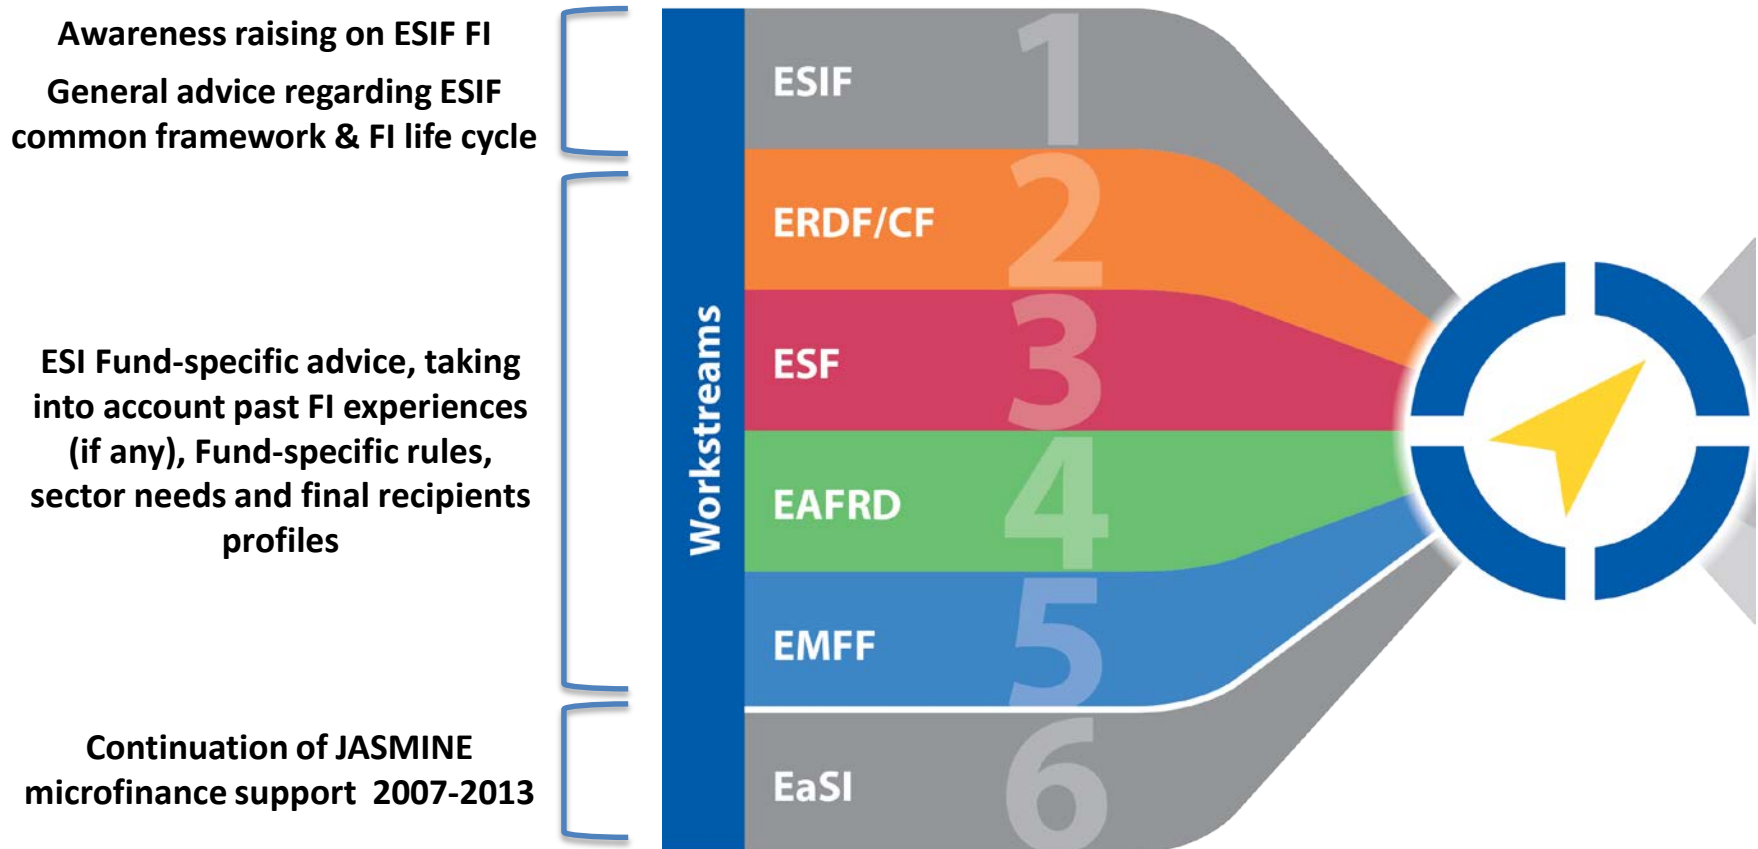 Awareness raising on ESIF FI
General advice regarding ESIF
common framework & FI life cycle
ESI Fund-specific advice, taking
into account past FI experiences
(if any), Fund-specific rules,
sector needs and final recipients
profiles
Continuation of JASMINE
microfinance support 2007-2013
Workstreams
ESIF 1
ERDF/CF 2
ESF 3
EAFRD 4
EMFF 5
EaSI 6